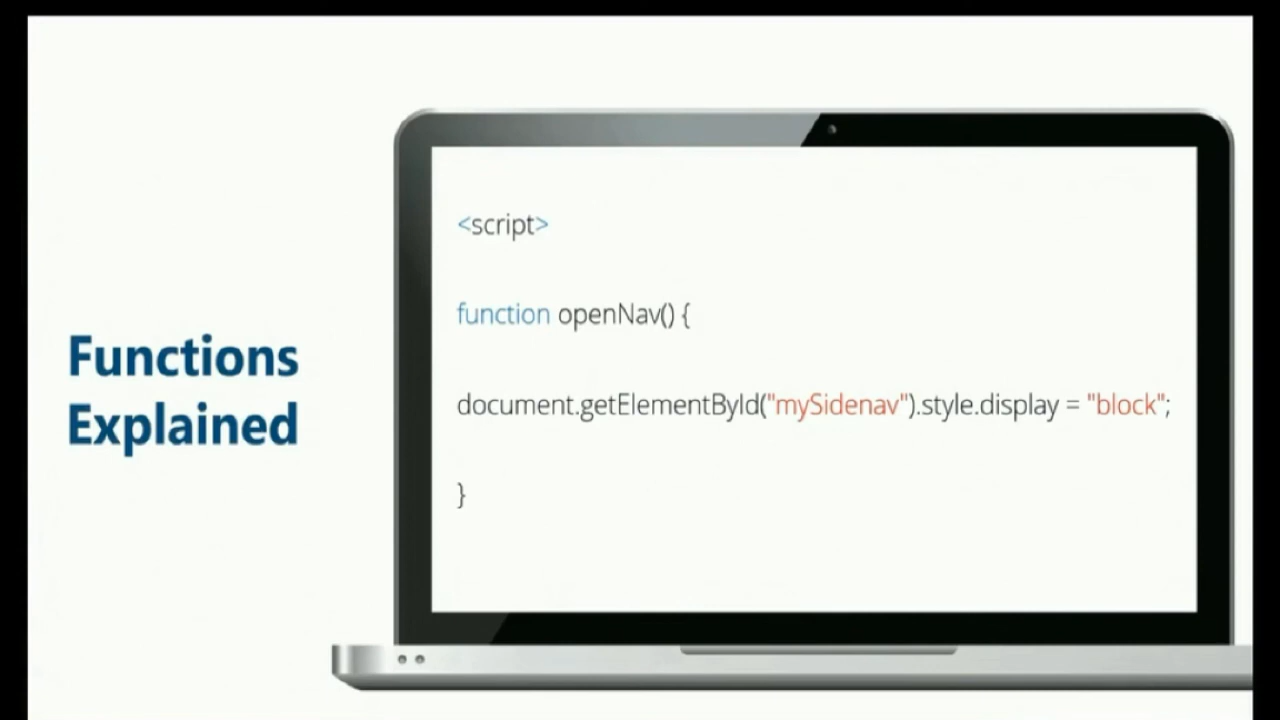 Functions
Explained
<script>
function openNav() {
document.getElementById("mySidenav").style.display = "block";
}